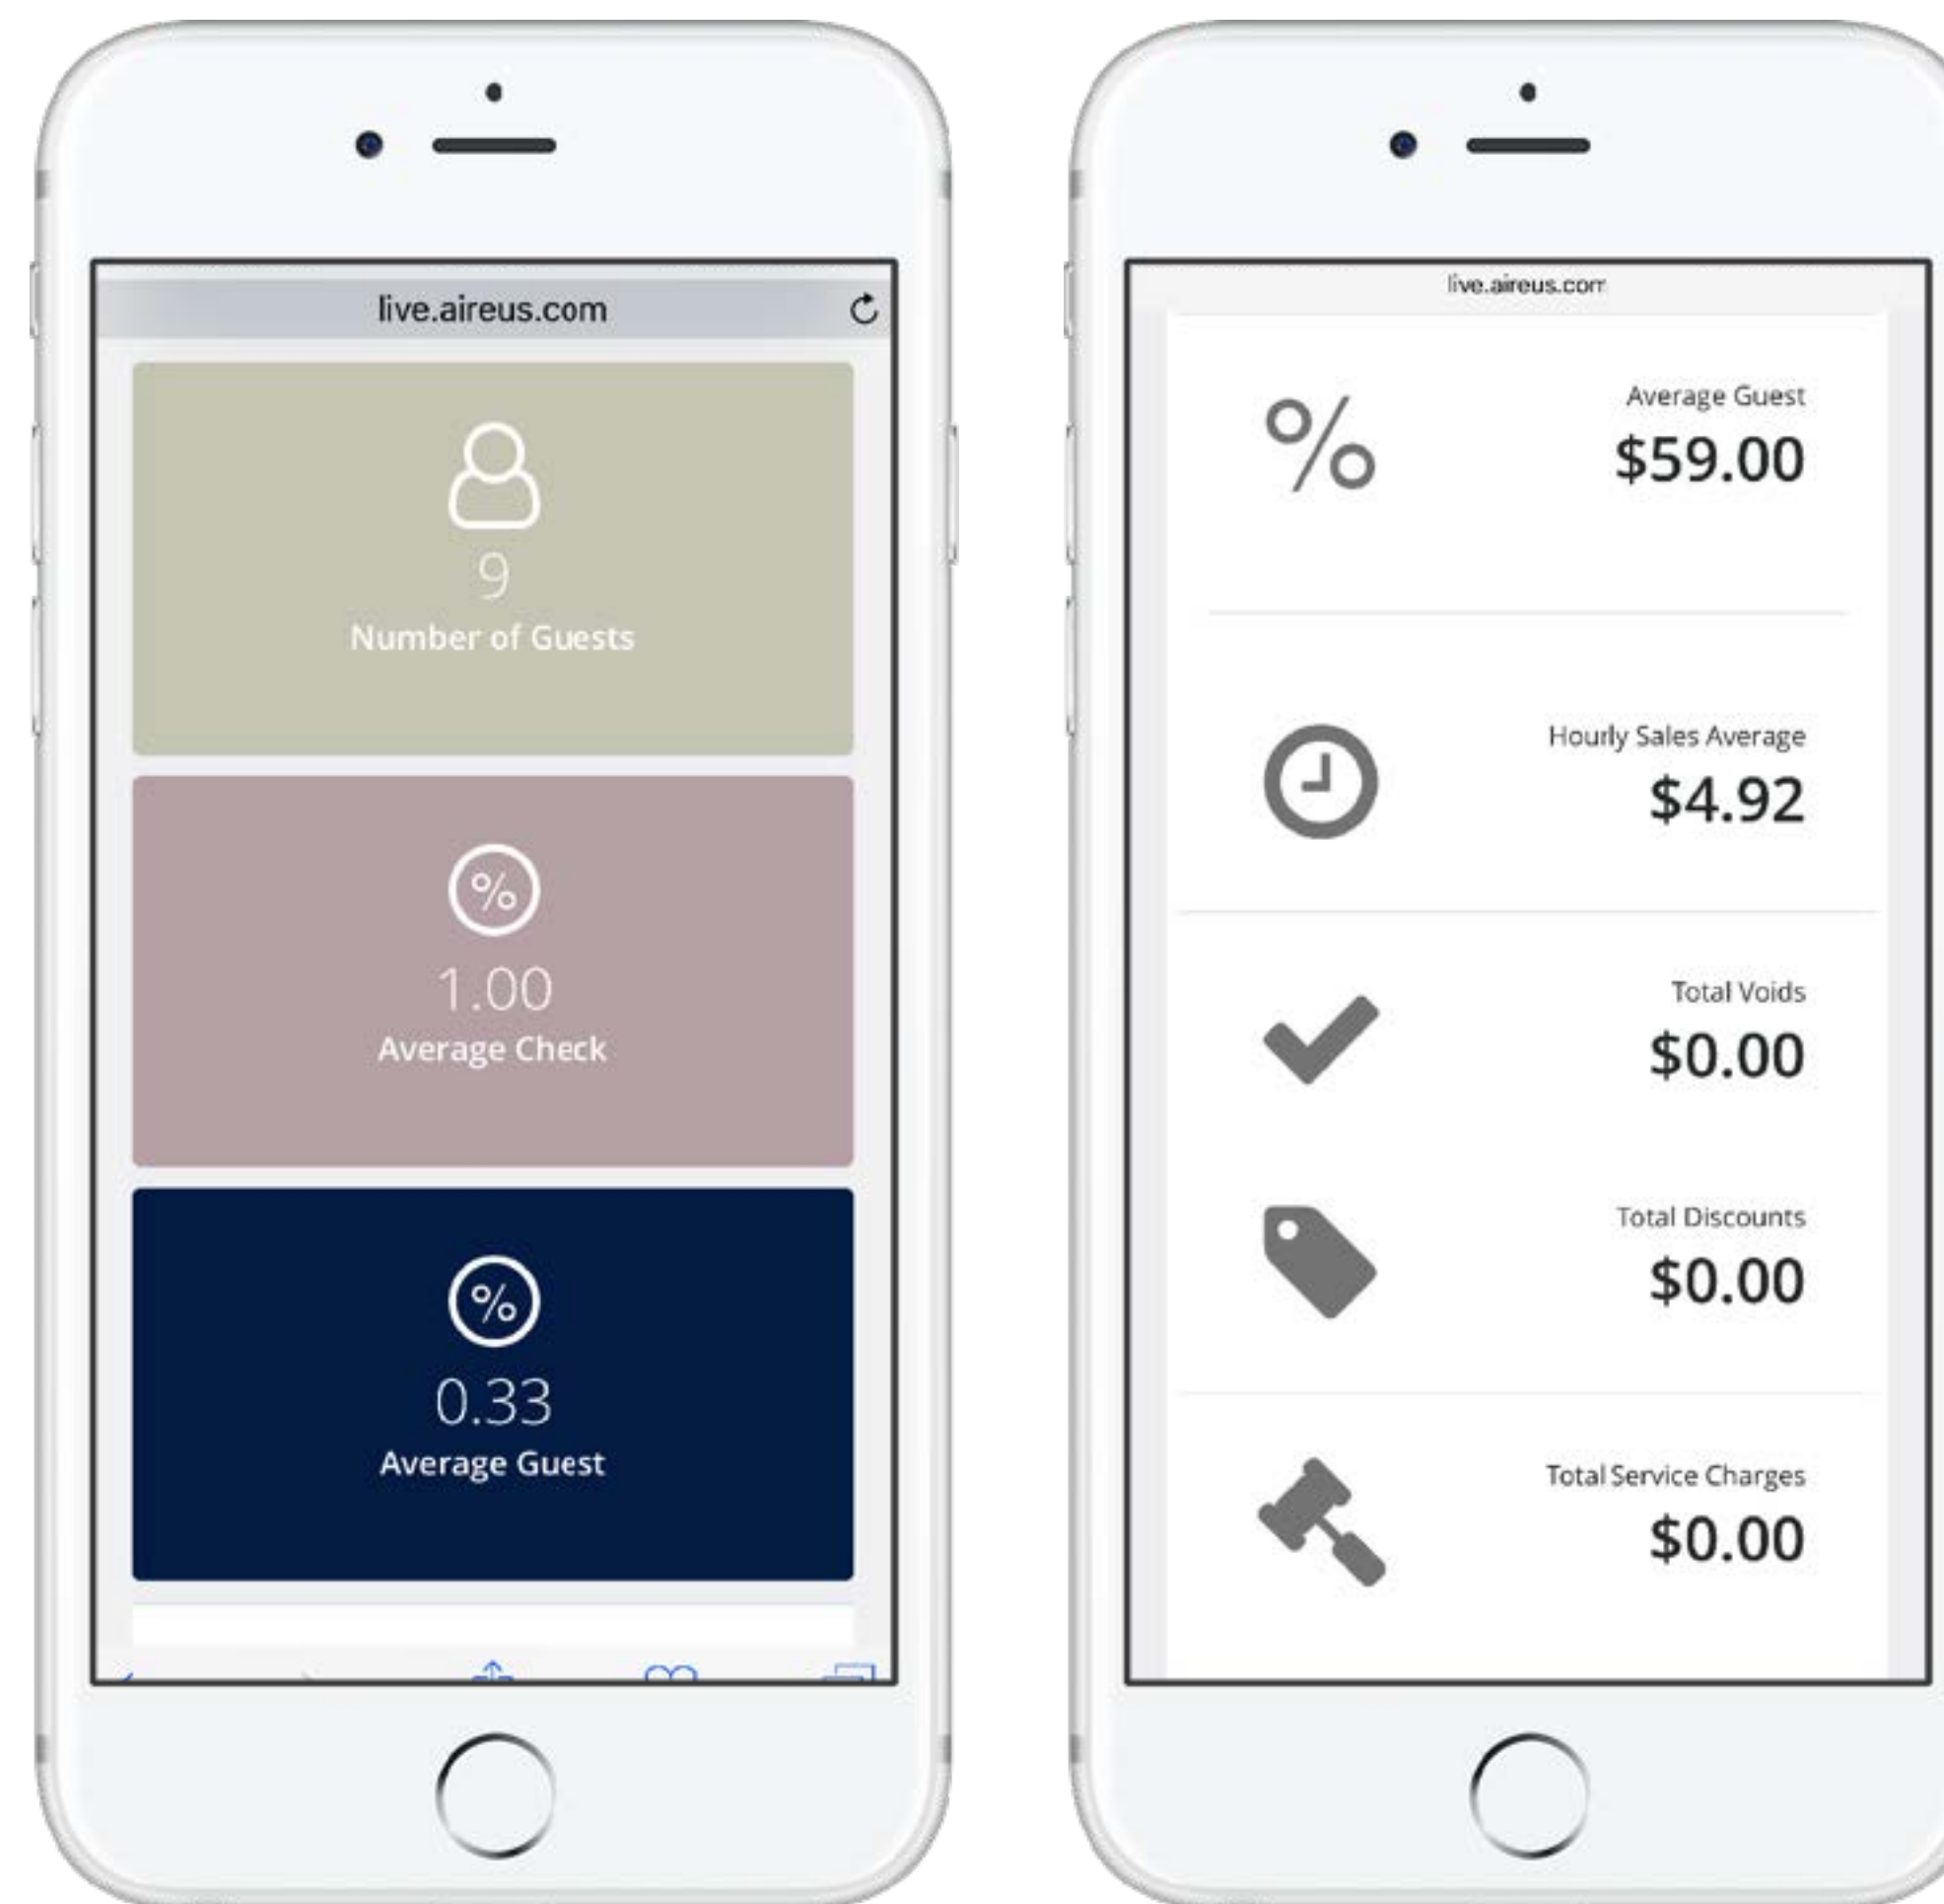 live.aireus.com
9
Number of Guests
%
1.00
Average Check
%
0.33
Average Guest
live.aireus.com
%
Average Guest
$59.00
Hourly Sales Average
$4.92
Total Voids
$0.00
Total Discounts
$0.00
Total Service Charges
$0.00